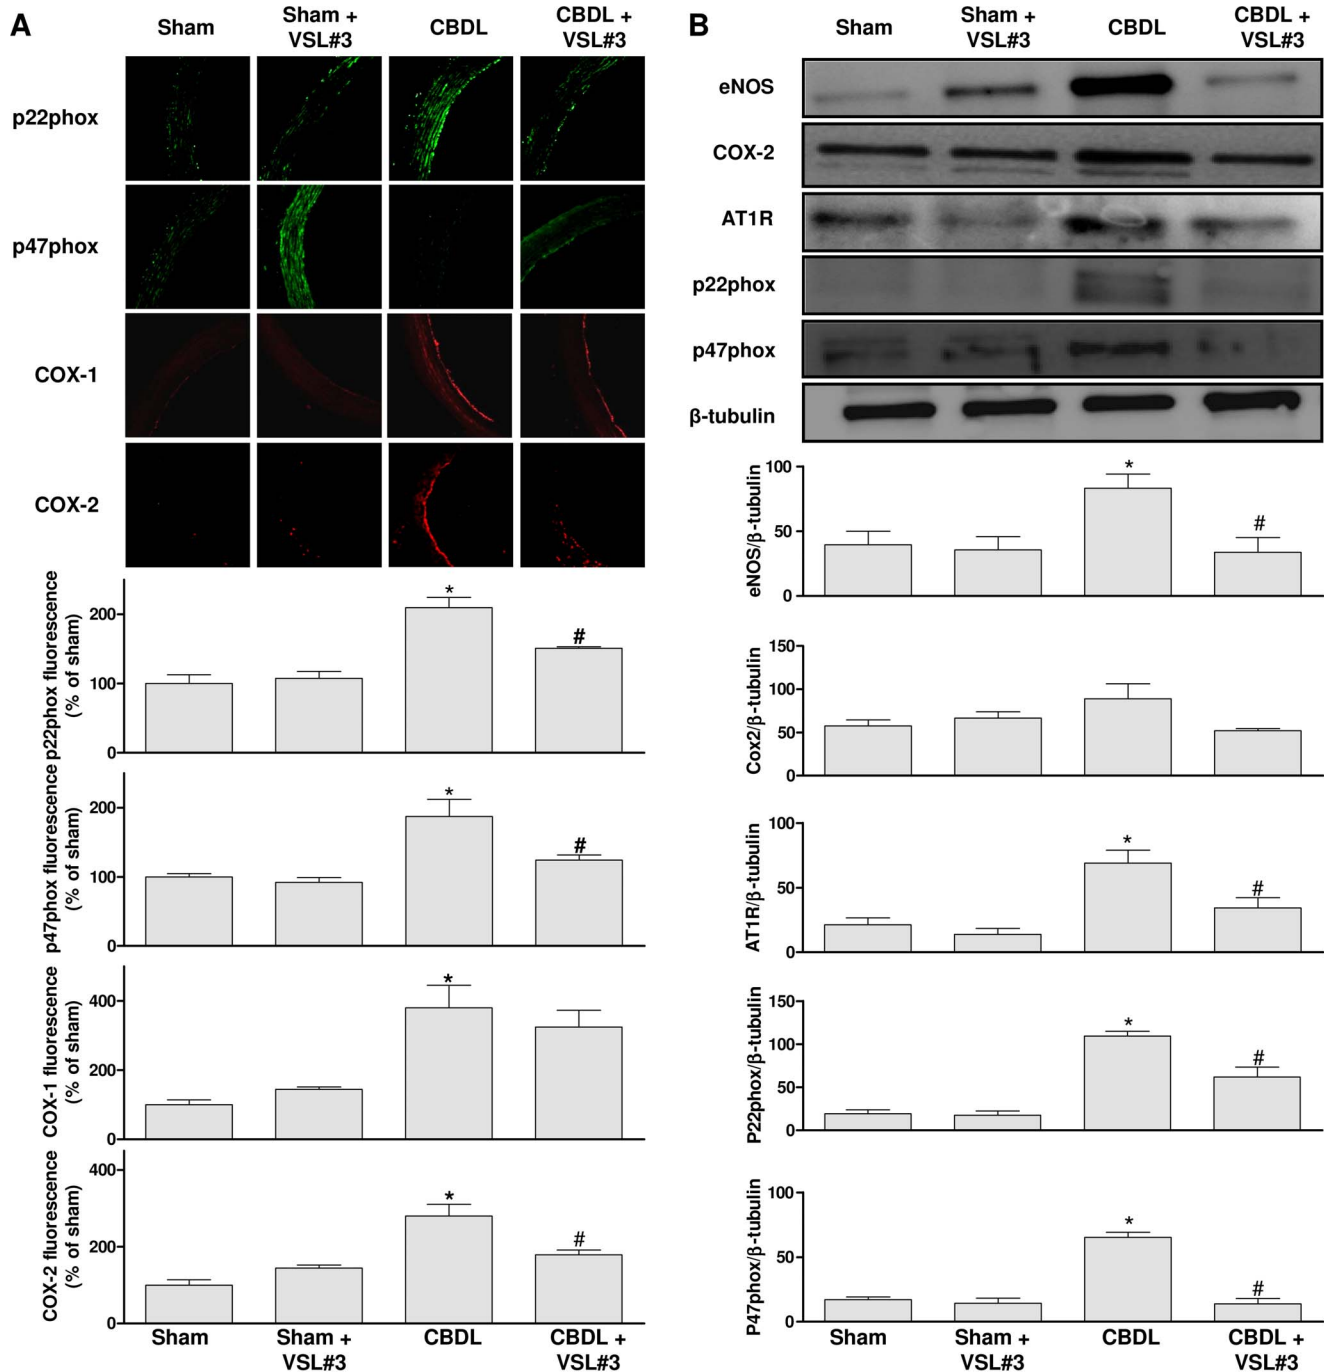 A
Sham
Sham +
VSL#3
CBDL
CBDL +
VSL#3
p22phox
p47phox
COX-1
COX-2
p22phox fluorescence
(% of sham)
200
100
0
*
#
p47phox fluorescence
(% of sham)
200
100
0
*
#
COX-1 fluorescence
(% of sham)
400
200
0
*
COX-2 fluorescence
(% of sham)
400
200
0
*
#
Sham
Sham +
VSL#3
CBDL
CBDL +
VSL#3
B
Sham
Sham +
VSL#3
CBDL
CBDL +
VSL#3
eNOS
COX-2
AT1R
p22phox
p47phox
β-tubulin
eNOS/β-tubulin
100
50
0
*
#
Cox2/β-tubulin
150
100
50
0
AT1R/β-tubulin
100
50
0
*
#
P22phox/β-tubulin
150
100
50
0
*
#
P47phox/β-tubulin
100
50
0
*
#
Sham
Sham +
VSL#3
CBDL
CBDL +
VSL#3